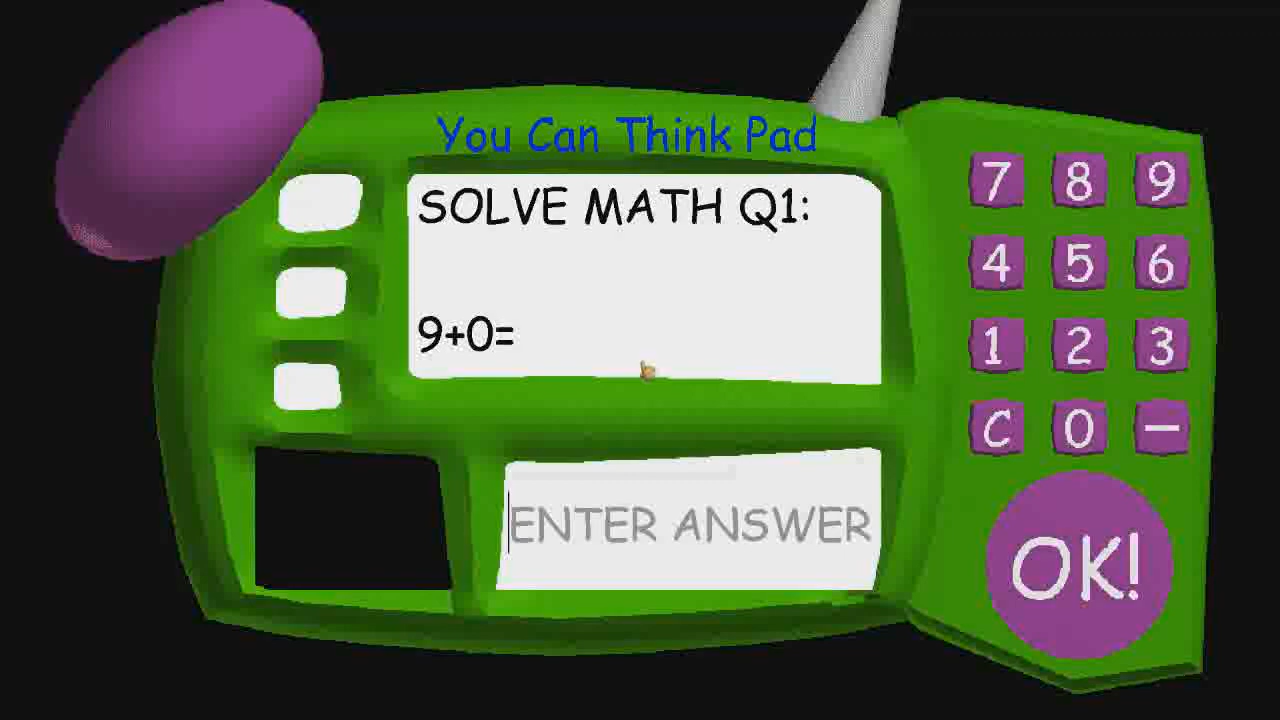 You Can Think Pad
SOLVE MATH Q1:
9+0=
ENTER ANSWER
7 8 9
4 5 6
1 2 3
C 0 −
OK!